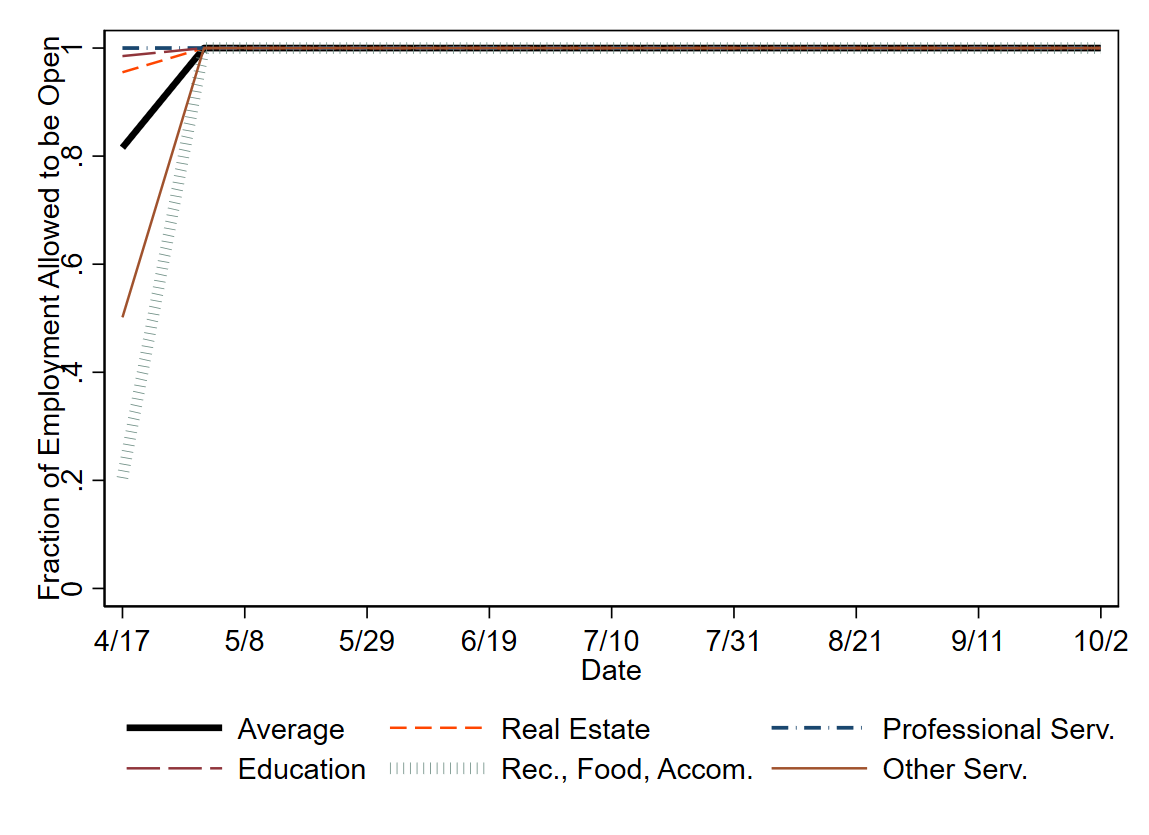 Fraction of Employment Allowed to be Open
1
.8
.6
.4
.2
0
4/17 5/8 5/29 6/19 7/10 7/31 8/21 9/11 10/2
Date
Average Real Estate Professional Serv.
Education Rec., Food, Accom. Other Serv.